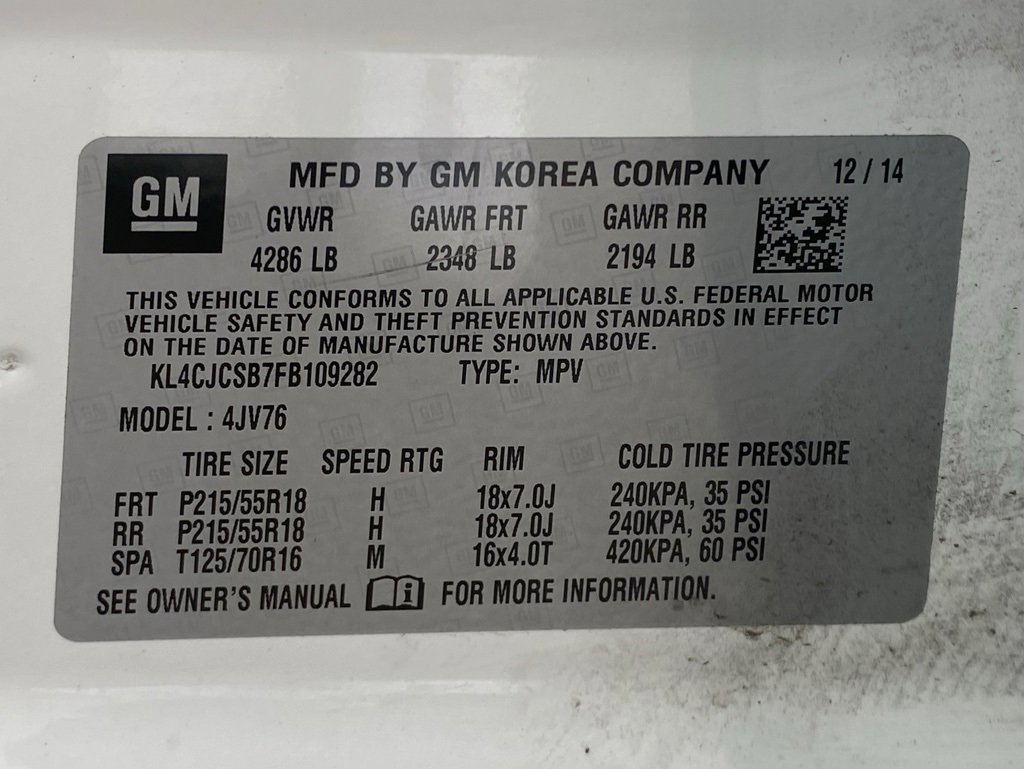 GM MFD BY GM KOREA COMPANY 12 / 14
GVWR GAWR FRT GAWR RR
4286 LB 2348 LB 2194 LB
THIS VEHICLE CONFORMS TO ALL APPLICABLE U.S. FEDERAL MOTOR
VEHICLE SAFETY AND THEFT PREVENTION STANDARDS IN EFFECT
ON THE DATE OF MANUFACTURE SHOWN ABOVE.
KL4CJCSB7FB109282 TYPE: MPV
MODEL : 4JV76
TIRE SIZE SPEED RTG RIM COLD TIRE PRESSURE
FRT P215/55R18 H 18x7.0J 240KPA, 35 PSI
RR P215/55R18 H 18x7.0J 240KPA, 35 PSI
SPA T125/70R16 M 16x4.0T 420KPA, 60 PSI
SEE OWNER'S MANUAL i FOR MORE INFORMATION.